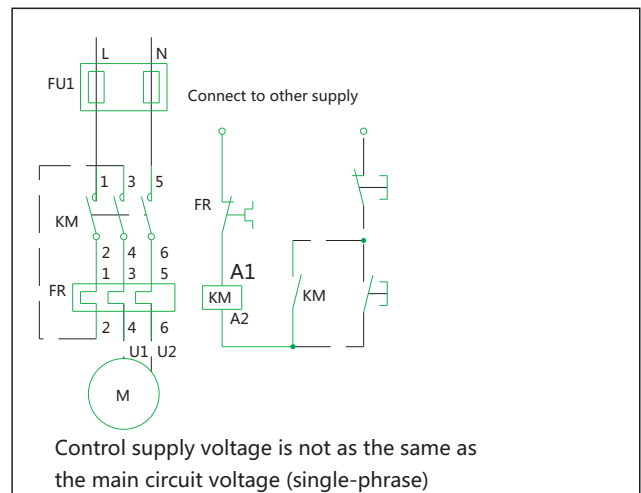 L N
FU1
Connect to other supply
1 3 5
KM
FR
2 4 6
1 3 5
FR
2 4 6
U1 U2
M
A1
KM
A2
KM
Control supply voltage is not as the same as
the main circuit voltage (single-phrase)